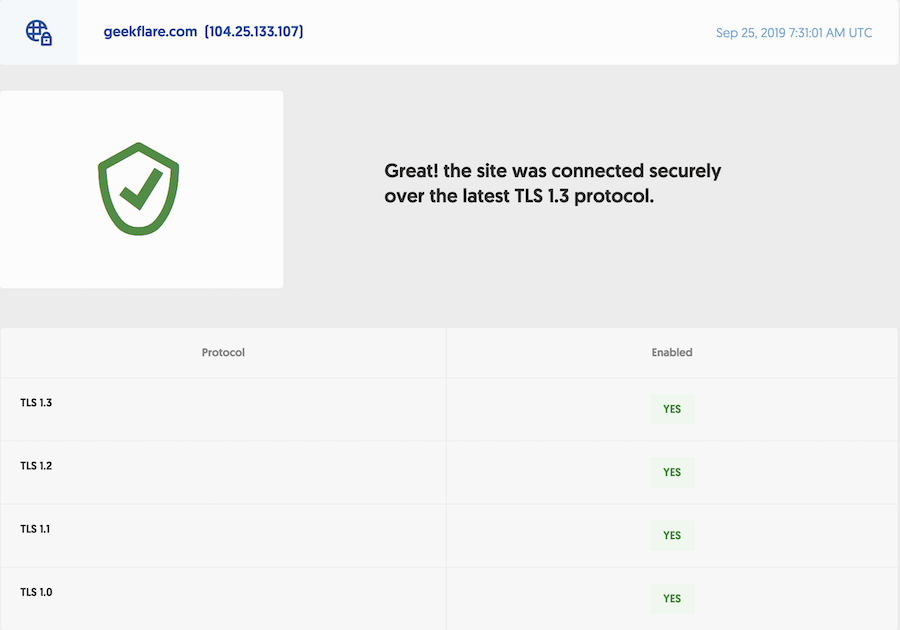 geekflare.com (104.25.133.107)
Sep 25, 2019 7:31:01 AM UTC
Great! the site was connected securely
over the latest TLS 1.3 protocol.
Protocol Enabled
TLS 1.3 YES
TLS 1.2 YES
TLS 1.1 YES
TLS 1.0 YES